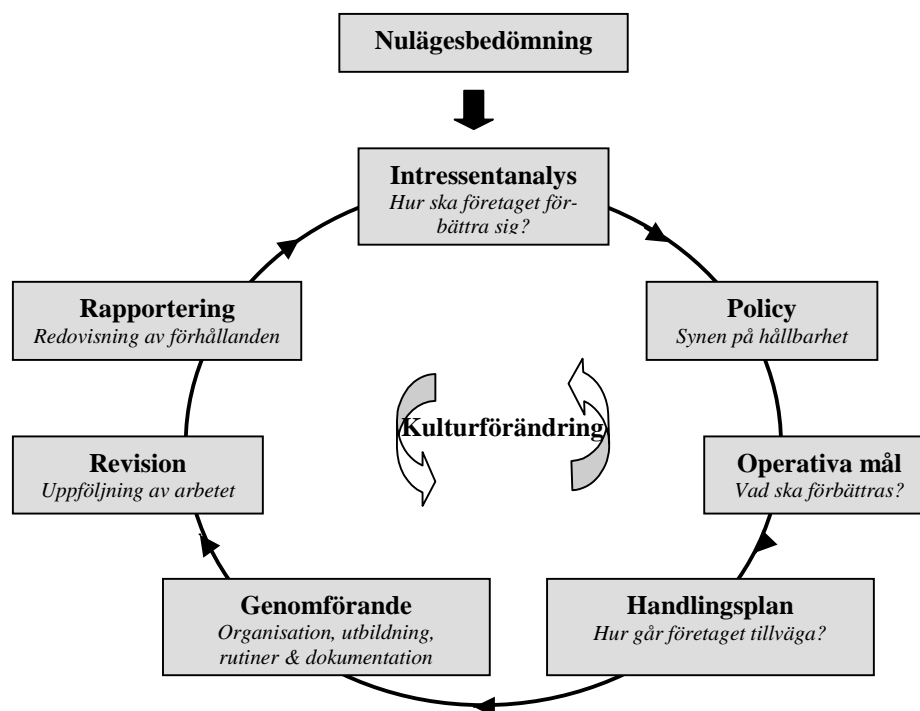 Nulägesbedömning
Intressentanalys
Hur ska företaget för-
bättra sig?
Rapportering
Redovisning av förhållanden
Policy
Synen på hållbarhet
Kulturförändring
Revision
Uppföljning av arbetet
Operativa mål
Vad ska förbättras?
Genomförande
Organisation, utbildning,
rutiner & dokumentation
Handlingsplan
Hur går företaget tillväga?